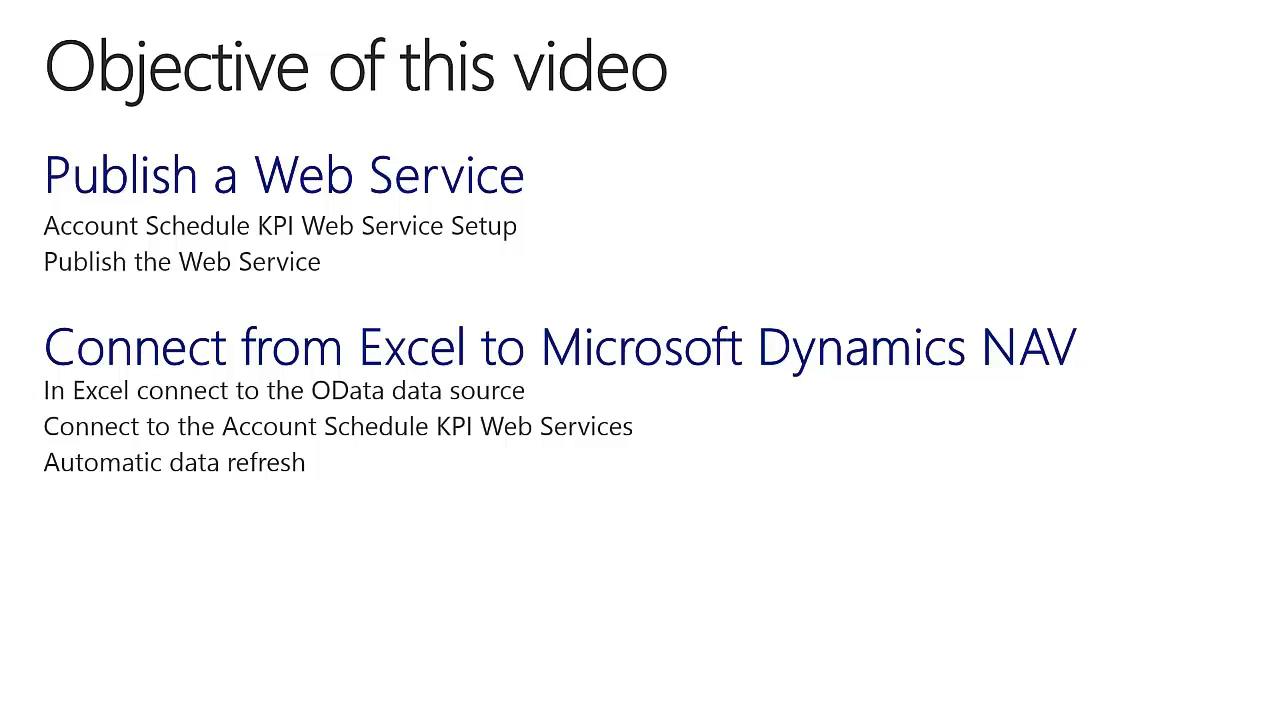 Objective of this video
Publish a Web Service
Account Schedule KPI Web Service Setup
Publish the Web Service
Connect from Excel to Microsoft Dynamics NAV
In Excel connect to the OData data source
Connect to the Account Schedule KPI Web Services
Automatic data refresh